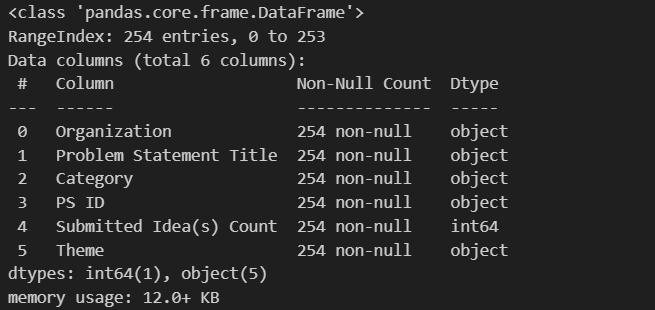 <class 'pandas.core.frame.DataFrame'>
RangeIndex: 254 entries, 0 to 253
Data columns (total 6 columns):
 #   Column                   Non-Null Count  Dtype
---  ------                   --------------  -----
 0   Organization             254 non-null    object
 1   Problem Statement Title  254 non-null    object
 2   Category                 254 non-null    object
 3   PS ID                    254 non-null    object
 4   Submitted Idea(s) Count  254 non-null    int64
 5   Theme                    254 non-null    object
dtypes: int64(1), object(5)
memory usage: 12.0+ KB